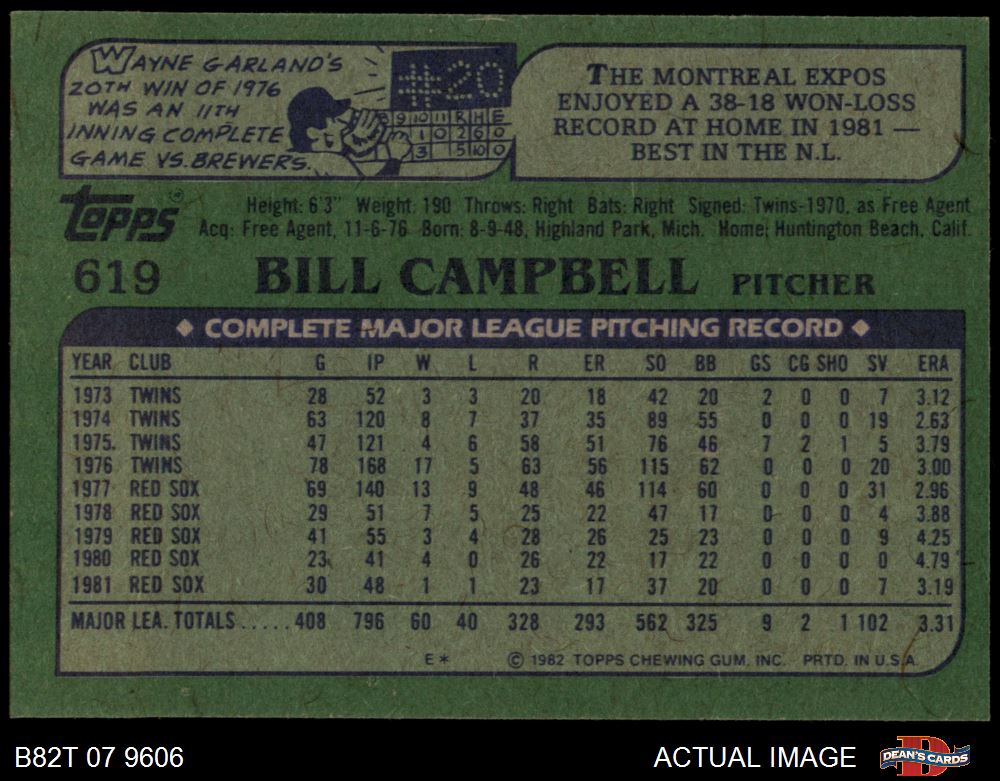 WAYNE GARLAND'S
20TH WIN OF 1976
WAS AN 11TH
INNING COMPLETE
GAME VS. BREWERS.
#20
9 10 11 R H E
1 0 2 6 0
3 5 10 0
THE MONTREAL EXPOS
ENJOYED A 38-18 WON-LOSS
RECORD AT HOME IN 1981 —
BEST IN THE N.L.
Topps®
Height: 6'3" Weight: 190 Throws: Right Bats: Right Signed: Twins-1970, as Free Agent
Acq: Free Agent, 11-6-76 Born: 8-9-48, Highland Park, Mich. Home: Huntington Beach, Calif.
619 BILL CAMPBELL PITCHER
◆ COMPLETE MAJOR LEAGUE PITCHING RECORD ◆
YEAR CLUB G IP W L R ER SO BB GS CG SHO SV ERA
1973 TWINS 28 52 3 3 20 18 42 20 2 0 0 7 3.12
1974 TWINS 63 120 8 7 37 35 89 55 0 0 0 19 2.63
1975. TWINS 47 121 4 6 58 51 76 46 7 2 1 5 3.79
1976 TWINS 78 168 17 5 63 56 115 62 0 0 0 20 3.00
1977 RED SOX 69 140 13 9 48 46 114 60 0 0 0 31 2.96
1978 RED SOX 29 51 7 5 25 22 47 17 0 0 0 4 3.88
1979 RED SOX 41 55 3 4 28 26 25 23 0 0 0 9 4.25
1980 RED SOX 23 41 4 0 26 22 17 22 0 0 0 0 4.79
1981 RED SOX 30 48 1 1 23 17 37 20 0 0 0 7 3.19
MAJOR LEA. TOTALS.....408 796 60 40 328 293 562 325 9 2 1 102 3.31
E* © 1982 TOPPS CHEWING GUM, INC. PRTD. IN U.S.A.
B82T 07 9606 ACTUAL IMAGE DEAN'S CARDS